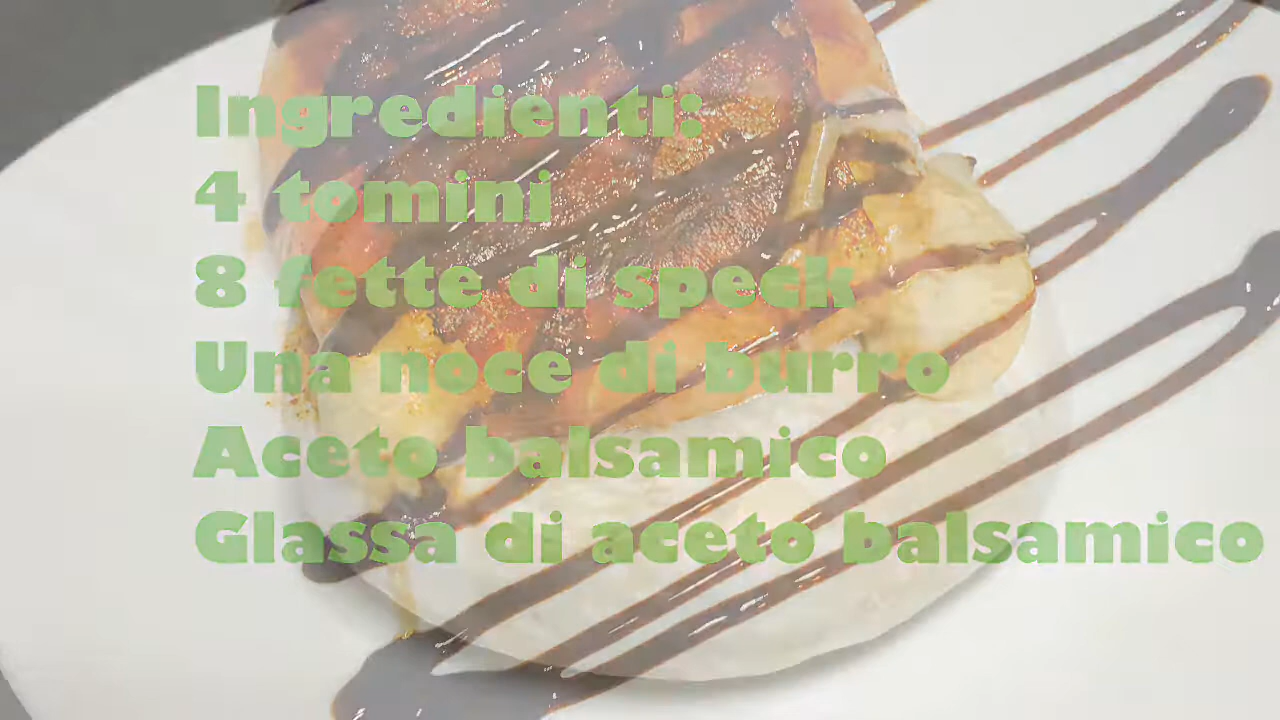 Ingredienti:
4 tomini
8 fette di speck
Una noce di burro
Aceto balsamico
Glassa di aceto balsamico